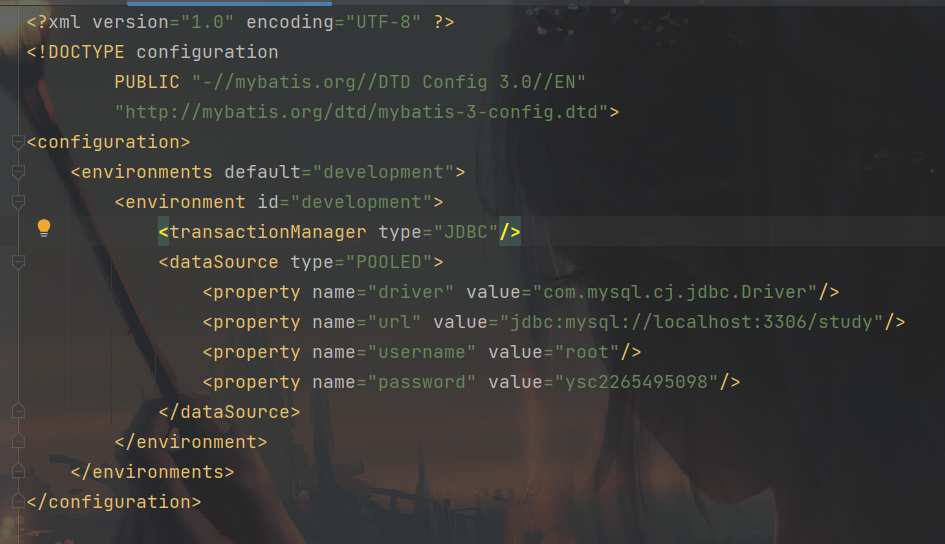 <?xml version="1.0" encoding="UTF-8" ?>
<!DOCTYPE configuration
        PUBLIC "-//mybatis.org//DTD Config 3.0//EN"
        "http://mybatis.org/dtd/mybatis-3-config.dtd">
<configuration>
    <environments default="development">
        <environment id="development">
            <transactionManager type="JDBC"/>
            <dataSource type="POOLED">
                <property name="driver" value="com.mysql.cj.jdbc.Driver"/>
                <property name="url" value="jdbc:mysql://localhost:3306/study"/>
                <property name="username" value="root"/>
                <property name="password" value="ysc2265495098"/>
            </dataSource>
        </environment>
    </environments>
</configuration>